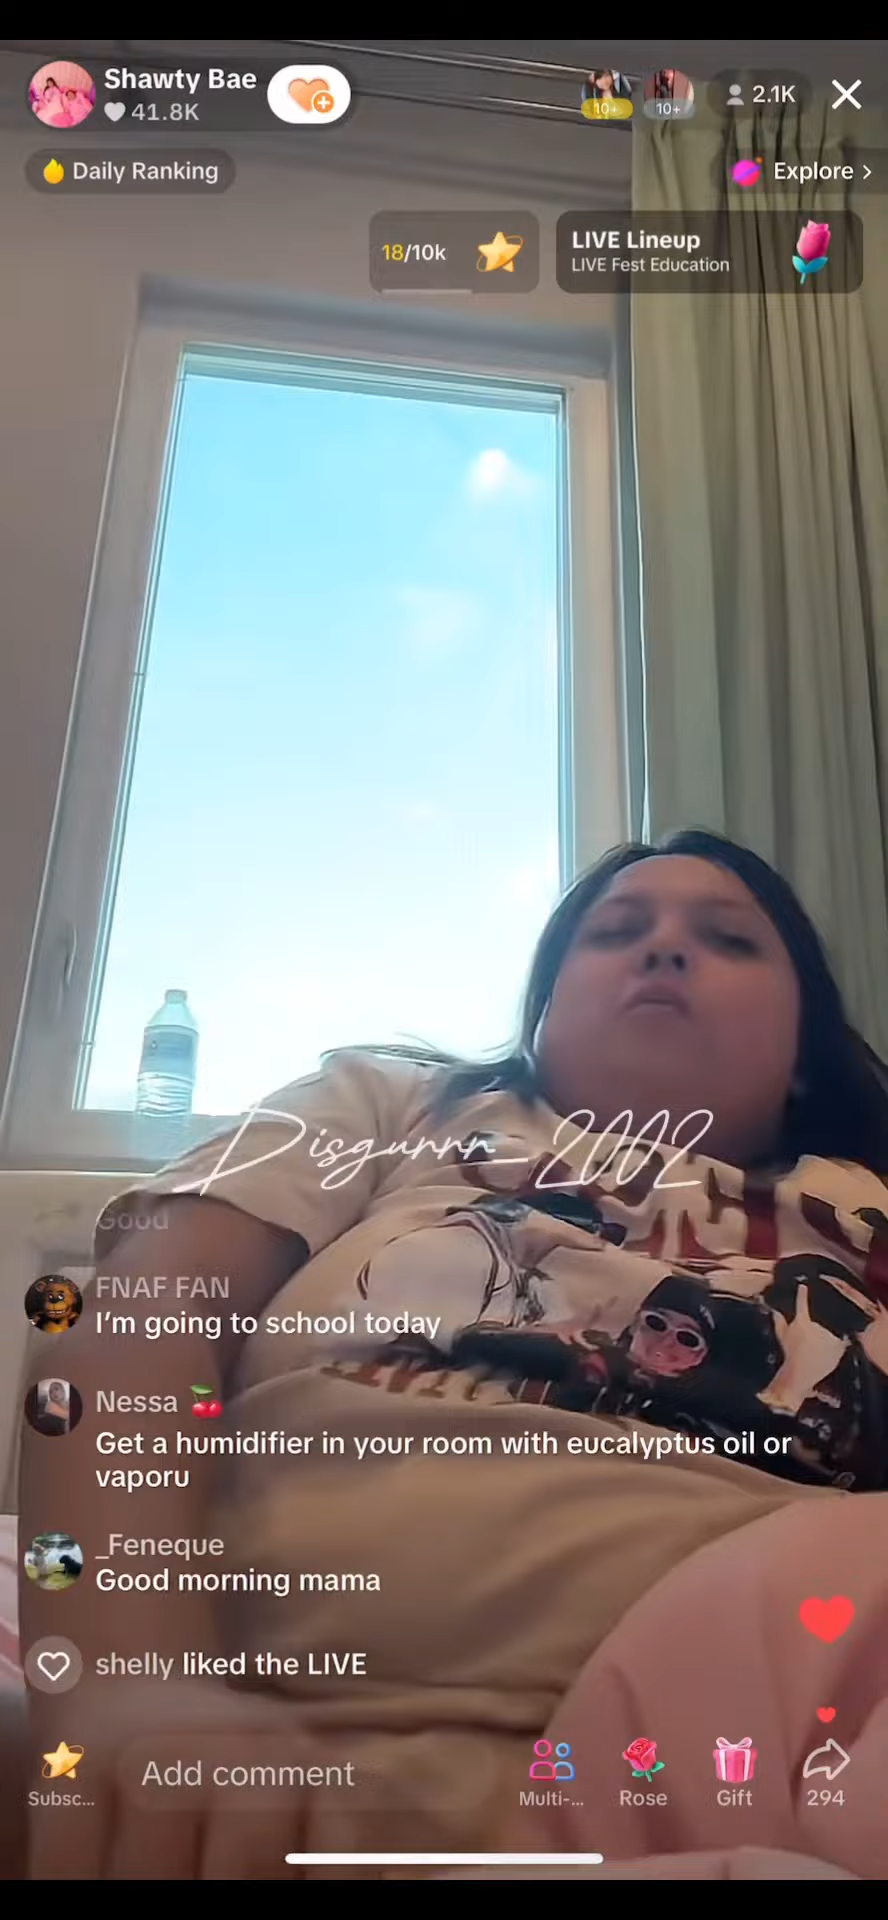 Shawty Bae
41.8K
10+
10+
2.1K
Daily Ranking
Explore >
18/10k
LIVE Lineup
LIVE Fest Education
Disgurrr_2002
Good
FNAF FAN
I'm going to school today
Nessa 🍒
Get a humidifier in your room with eucalyptus oil or
vaporu
_Feneque
Good morning mama
shelly liked the LIVE
Subsc...
Add comment
Multi-...
Rose
Gift
294